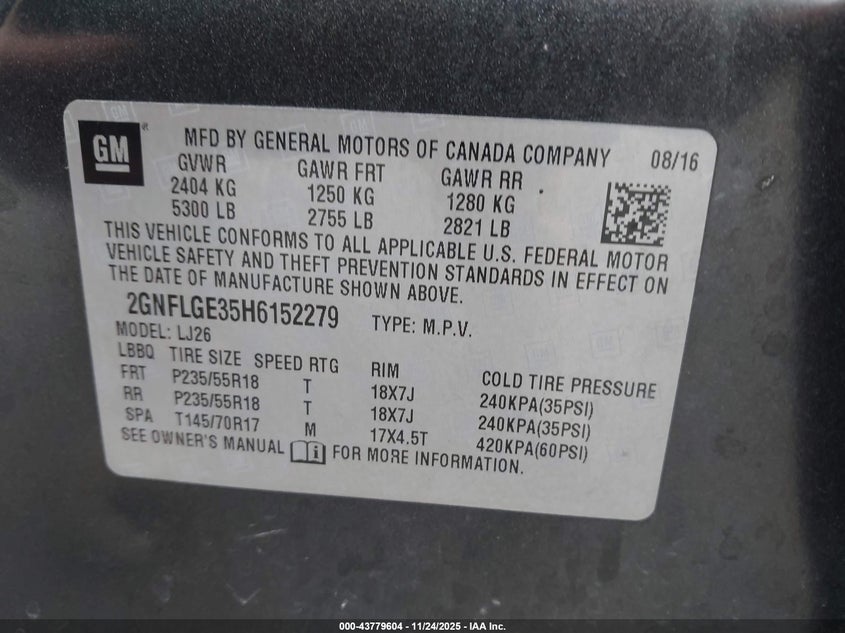 GM ®
MFD BY GENERAL MOTORS OF CANADA COMPANY 08/16
GVWR GAWR FRT GAWR RR
2404 KG 1250 KG 1280 KG
5300 LB 2755 LB 2821 LB
THIS VEHICLE CONFORMS TO ALL APPLICABLE U.S. FEDERAL MOTOR
VEHICLE SAFETY AND THEFT PREVENTION STANDARDS IN EFFECT ON
THE DATE OF MANUFACTURE SHOWN ABOVE.
2GNFLGE35H6152279 TYPE: M.P.V.
MODEL: LJ26
LBBQ TIRE SIZE SPEED RTG RIM COLD TIRE PRESSURE
FRT P235/55R18 T 18X7J 240KPA(35PSI)
RR P235/55R18 T 18X7J 240KPA(35PSI)
SPA T145/70R17 M 17X4.5T 420KPA(60PSI)
SEE OWNER'S MANUAL i FOR MORE INFORMATION.
000-43779604 - 11/24/2025 - IAA Inc.